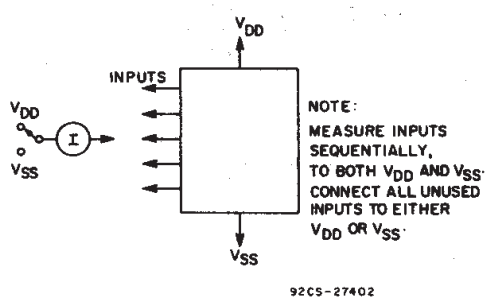 V_DD
INPUTS
V_DD
I
V_SS
NOTE:
MEASURE INPUTS
SEQUENTIALLY,
TO BOTH V_DD AND V_SS.
CONNECT ALL UNUSED
INPUTS TO EITHER
V_DD OR V_SS.
V_SS
92CS-27402